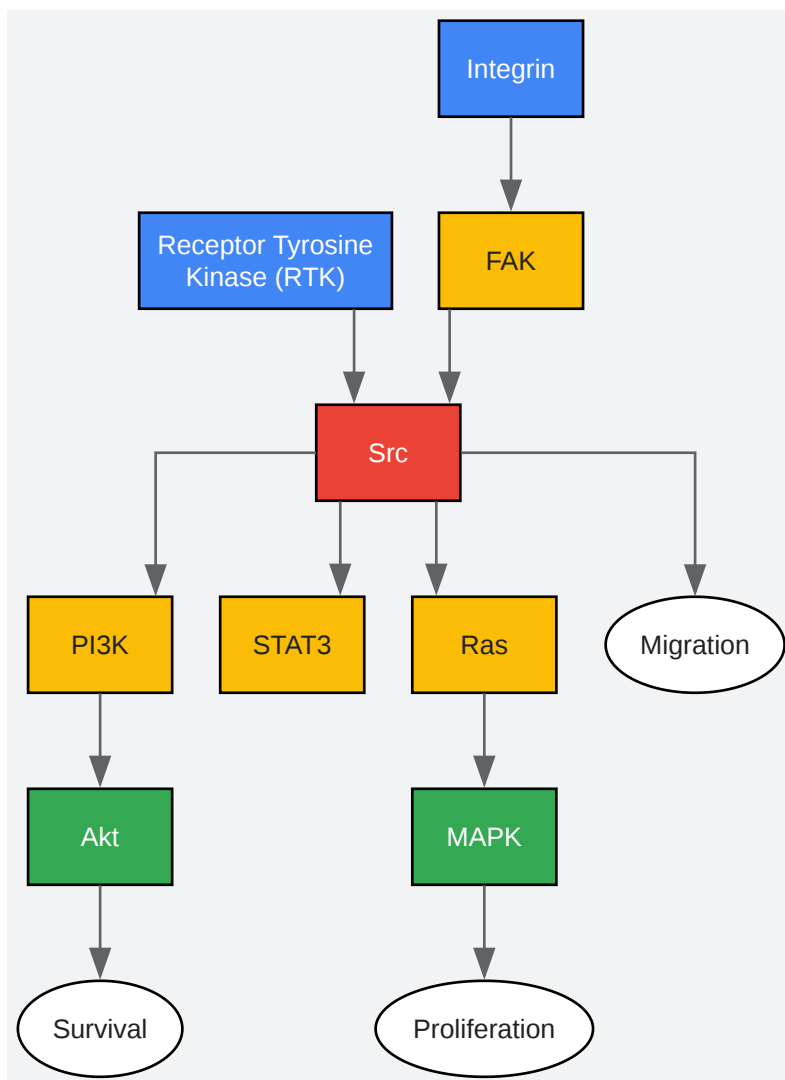 Integrin
Receptor Tyrosine
Kinase (RTK)
FAK
Src
PI3K
STAT3
Ras
Migration
Akt
MAPK
Survival
Proliferation